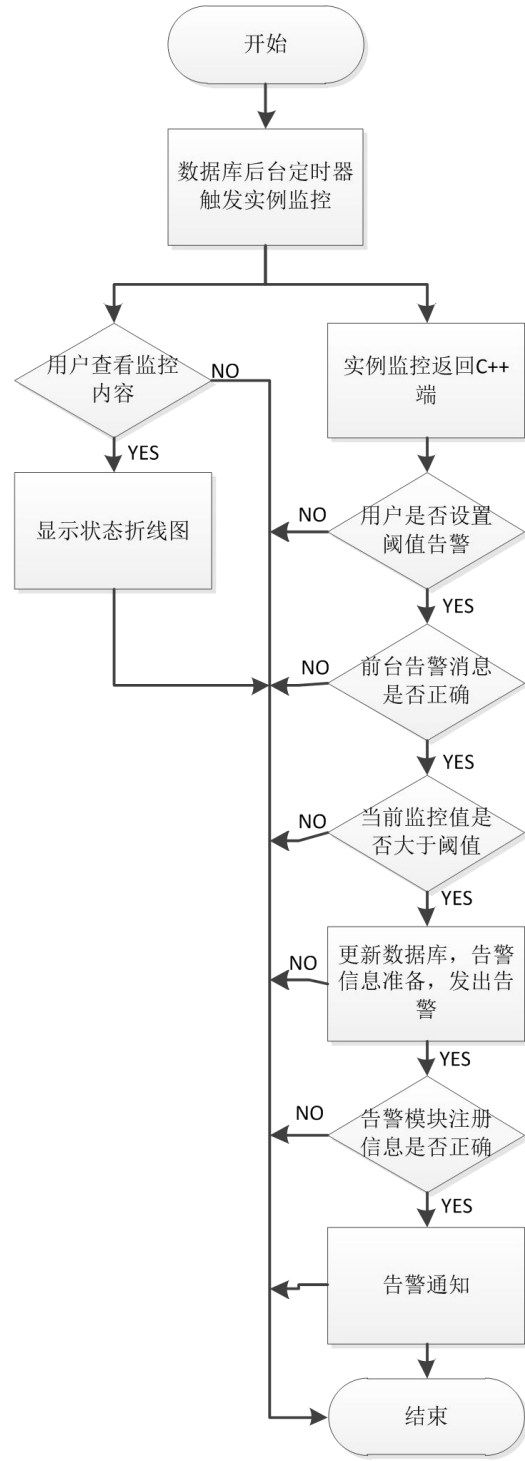 开始
数据库后台定时器
触发实例监控
用户查看监控
内容
NO
YES
显示状态折线图
实例监控返回C++
端
用户是否设置
阈值告警
NO
YES
前台告警消息
是否正确
NO
YES
当前监控值是
否大于阈值
NO
YES
更新数据库，告警
信息准备，发出告
警
NO
YES
告警模块注册
信息是否正确
NO
YES
告警通知
结束